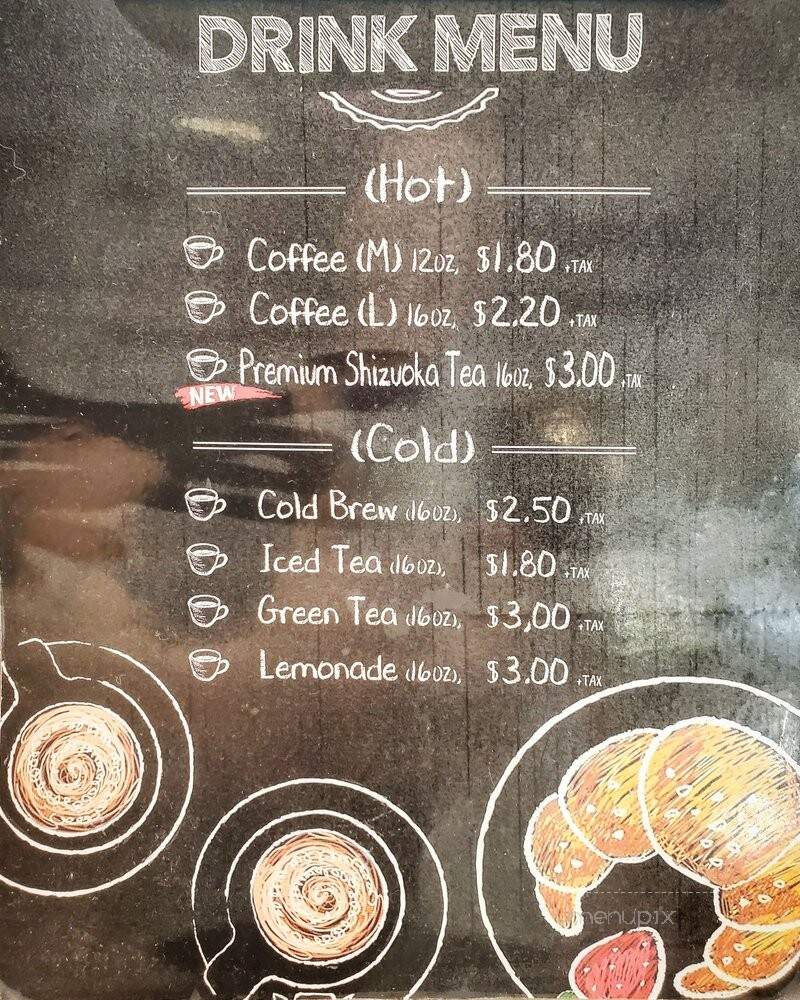 DRINK MENU
(Hot)
Coffee (M) 12oz, $1.80 +TAX
Coffee (L) 16oz, $2.20 +TAX
Premium Shizuoka Tea 16oz, $3.00 +TAX
NEW
(Cold)
Cold Brew (16oz), $2.50 +TAX
Iced Tea (16oz), $1.80 +TAX
Green Tea (16oz), $3,00 +TAX
Lemonade (16oz), $3.00 +TAX
menupix